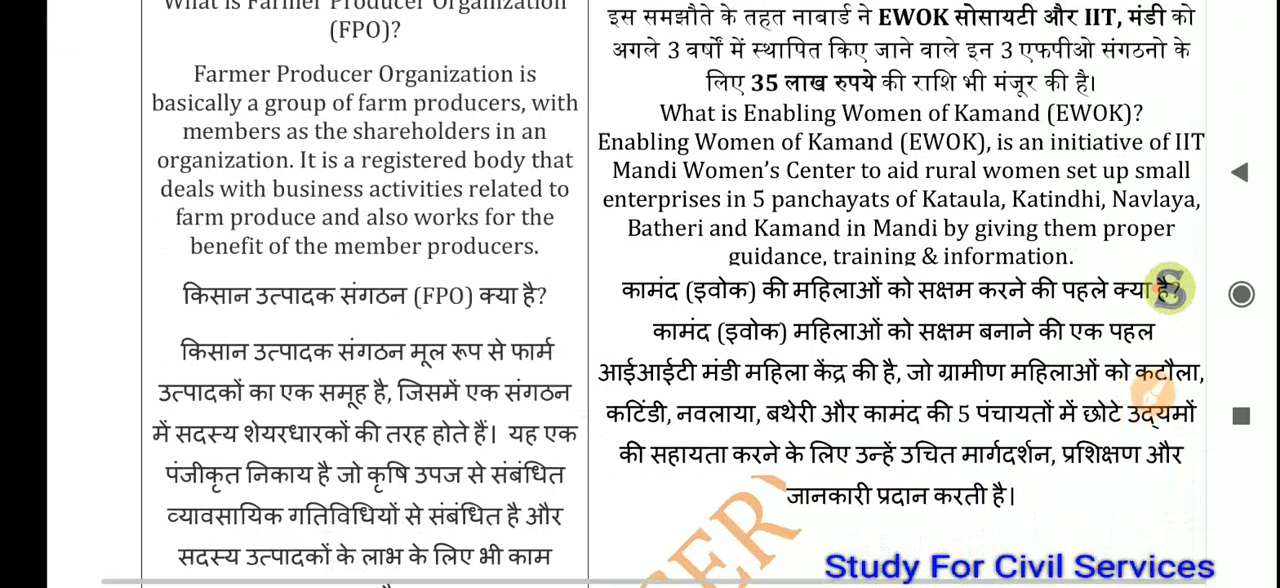 What is Farmer Producer Organization
(FPO)?
Farmer Producer Organization is
basically a group of farm producers, with
members as the shareholders in an
organization. It is a registered body that
deals with business activities related to
farm produce and also works for the
benefit of the member producers.
किसान उत्पादक संगठन (FPO) क्या है?
किसान उत्पादक संगठन मूल रूप से फार्म
उत्पादकों का एक समूह है, जिसमें एक संगठन
में सदस्य शेयरधारकों की तरह होते हैं। यह एक
पंजीकृत निकाय है जो कृषि उपज से संबंधित
व्यावसायिक गतिविधियों से संबंधित है और
सदस्य उत्पादकों के लाभ के लिए भी काम
इस समझौते के तहत नाबार्ड ने EWOK सोसायटी और IIT, मंडी को
अगले 3 वर्षों में स्थापित किए जाने वाले इन 3 एफपीओ संगठनो के
लिए 35 लाख रुपये की राशि भी मंजूर की है।
What is Enabling Women of Kamand (EWOK)?
Enabling Women of Kamand (EWOK), is an initiative of IIT
Mandi Women's Center to aid rural women set up small
enterprises in 5 panchayats of Kataula, Katindhi, Navlaya,
Batheri and Kamand in Mandi by giving them proper
guidance, training & information.
कामंद (इवोक) की महिलाओं को सक्षम करने की पहले क्या है?
कामंद (इवोक) महिलाओं को सक्षम बनाने की एक पहल
आईआईटी मंडी महिला केंद्र की है, जो ग्रामीण महिलाओं को कटौला,
कटिंडी, नवलाया, बथेरी और कामंद की 5 पंचायतों में छोटे उद्यमों
की सहायता करने के लिए उन्हें उचित मार्गदर्शन, प्रशिक्षण और
जानकारी प्रदान करती है।
Study For Civil Services